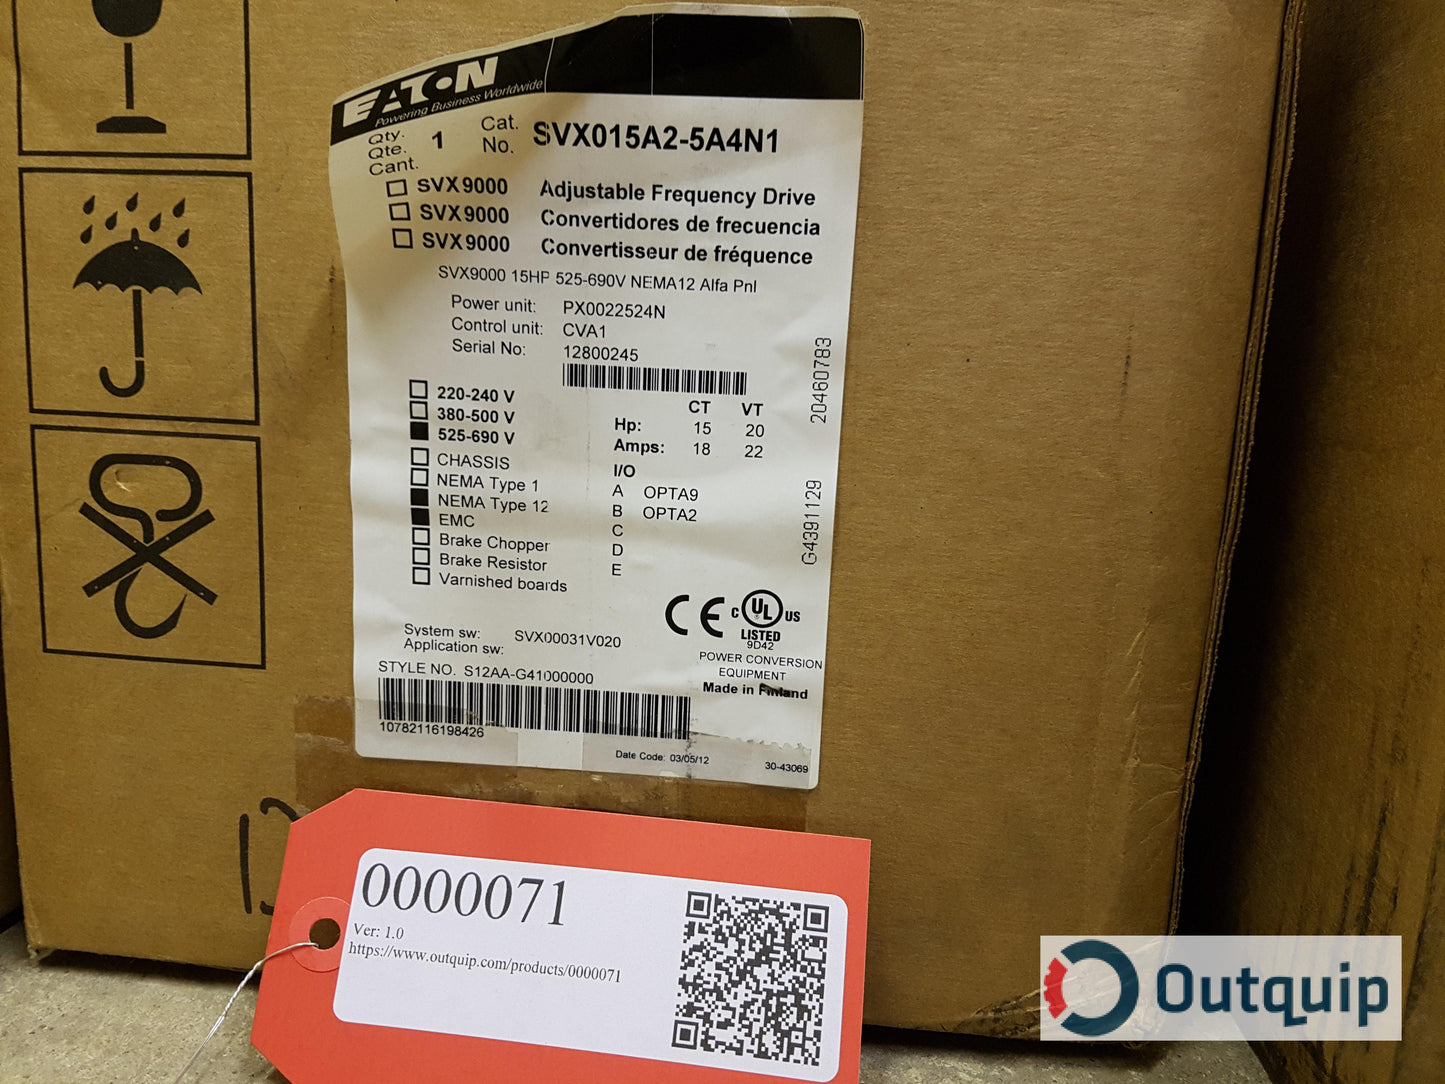 EATON
Powering Business Worldwide
Qty.
Qte.
Cant.
1
Cat.
No.
SVX015A2-5A4N1
SVX9000 Adjustable Frequency Drive
SVX9000 Convertidores de frecuencia
SVX9000 Convertisseur de fréquence
SVX9000 15HP 525-690V NEMA12 Alfa Pnl
Power unit: PX0022524N
Control unit: CVA1
Serial No: 12800245
220-240 V
380-500 V
525-690 V
CHASSIS
NEMA Type 1
NEMA Type 12
EMC
Brake Chopper
Brake Resistor
Varnished boards
CT VT
Hp: 15 20
Amps: 18 22
I/O
A OPTA9
B OPTA2
C
D
E
20460783
G4391129
CE
C UL US
LISTED
9D42
POWER CONVERSION
EQUIPMENT
Made in Finland
System sw: SVX00031V020
Application sw:
STYLE NO. S12AA-G41000000
10782116198426
Date Code: 03/05/12
30-43069
0000071
Ver: 1.0
https://www.outquip.com/products/0000071
Outquip